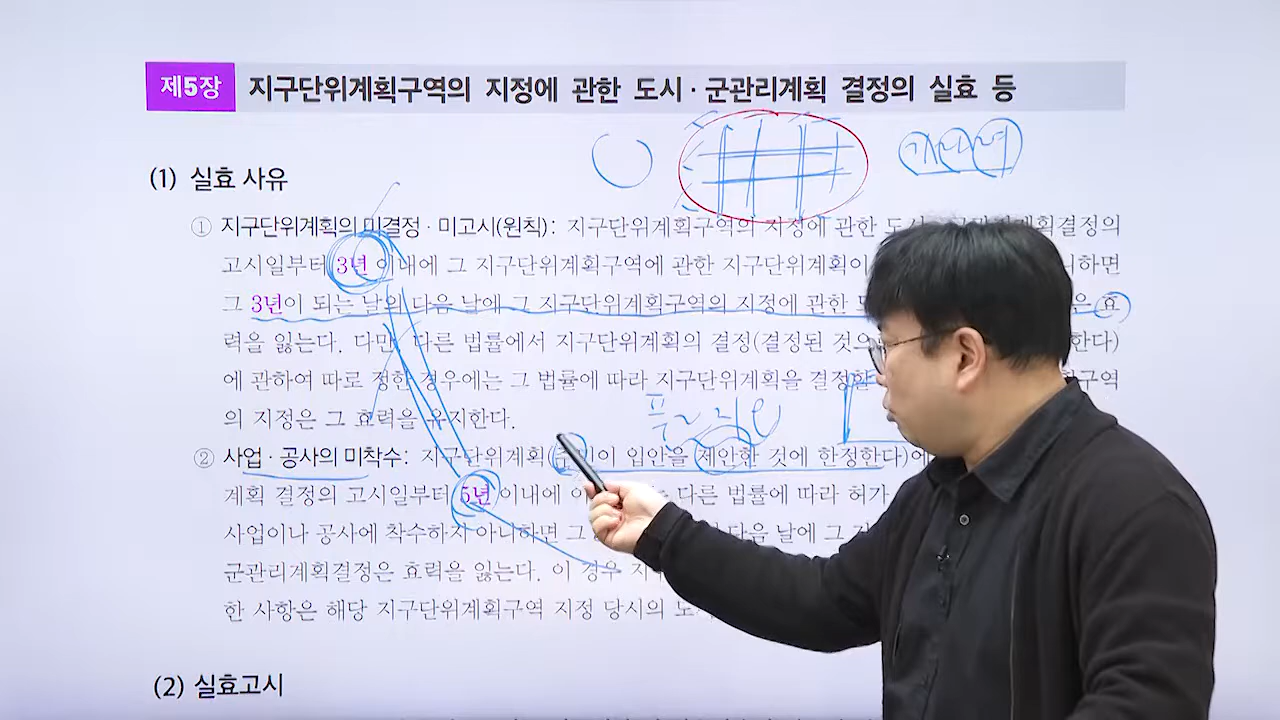 제5장 지구단위계획구역의 지정에 관한 도시·군관리계획 결정의 실효 등
(1) 실효 사유
① 지구단위계획의 미결정·미고시(원칙): 지구단위계획구역의 지정에 관한 도시·군관리계획결정의
고시일부터 3년 이내에 그 지구단위계획구역에 관한 지구단위계획이 하면
그 3년이 되는 날의 다음 날에 그 지구단위계획구역의 지정에 관한 은 효
력을 잃는다. 다만, 다른 법률에서 지구단위계획의 결정(결정된 것으 한다)
에 관하여 따로 정한 경우에는 그 법률에 따라 지구단위계획을 결정할 구역
의 지정은 그 효력을 유지한다.
② 사업·공사의 미착수: 지구단위계획(주민이 입안을 제안한 것에 한정한다)에
계획 결정의 고시일부터 5년 이내에 다른 법률에 따라 허가
사업이나 공사에 착수하지 아니하면 그 다음 날에 그
군관리계획결정은 효력을 잃는다. 이 경우
한 사항은 해당 지구단위계획구역 지정 당시의
(2) 실효고시